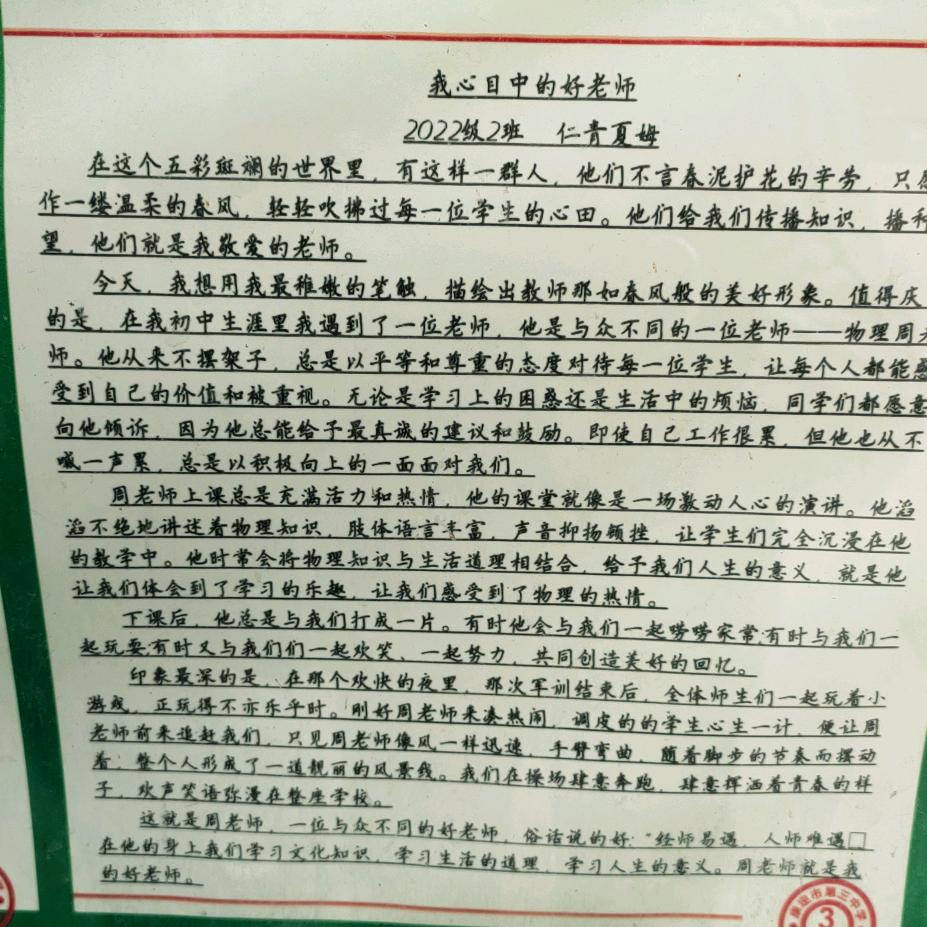 我心目中的好老师
2022级2班 仁青夏姆
在这个五彩斑斓的世界里，有这样一群人，他们不言春泥护花的辛劳，只愿
作一缕温柔的春风，轻轻吹拂过每一位学生的心田。他们给我们传播知识，播种
望，他们就是我敬爱的老师。
今天，我想用我最稚嫩的笔触，描绘出教师那如春风般的美好形象。值得庆
的是，在我初中生涯里我遇到了一位老师，他是与众不同的一位老师——物理周老
师。他从来不摆架子，总是以平等和尊重的态度对待每一位学生，让每个人都能感
受到自己的价值和被重视。无论是学习上的困惑还是生活中的烦恼，同学们都愿意
向他倾诉，因为他总能给予最真诚的建议和鼓励。即使自己工作很累，但他也从不
喊一声累，总是以积极向上的一面面对我们。
周老师上课总是充满活力和热情，他的课堂就像是一场激动人心的演讲。他滔
滔不绝地讲述着物理知识，肢体语言丰富，声音抑扬顿挫，让学生们完全沉浸在他
的教学中。他时常会将物理知识与生活道理相结合，给予我们人生的意义，就是他
让我们体会到了学习的乐趣，让我们感受到了物理的热情。
下课后，他总是与我们打成一片。有时他会与我们一起唠唠家常;有时与我们一
起玩耍;有时又与我们们一起欢笑、一起努力，共同创造美好的回忆。
印象最深的是，在那个欢快的夜里，那次军训结束后，全体师生们一起玩着小
游戏，正玩得不亦乐乎时。刚好周老师来凑热闹，调皮的的学生心生一计，便让周
老师前来追赶我们，只见周老师像风一样迅速，手臂弯曲，随着脚步的节奏而摆动
着，整个人形成了一道靓丽的风景线。我们在操场肆意奔跑，肆意挥洒着青春的样
子，欢声笑语弥漫在整座学校。
这就是周老师，一位与众不同的好老师，俗话说的好:“经师易遇，人师难遇□
在他的身上我们学习文化知识，学习生活的道理，学习人生的意义。周老师就是我
的好老师。
康定市第三中学
3